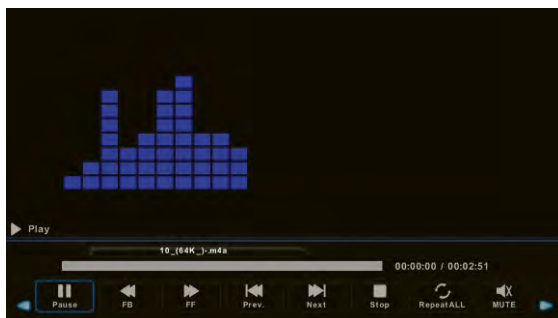 Play
10_(64K_)-.m4a
00:00:00 / 00:02:51
Pause FB FF Prev. Next Stop RepeatALL MUTE